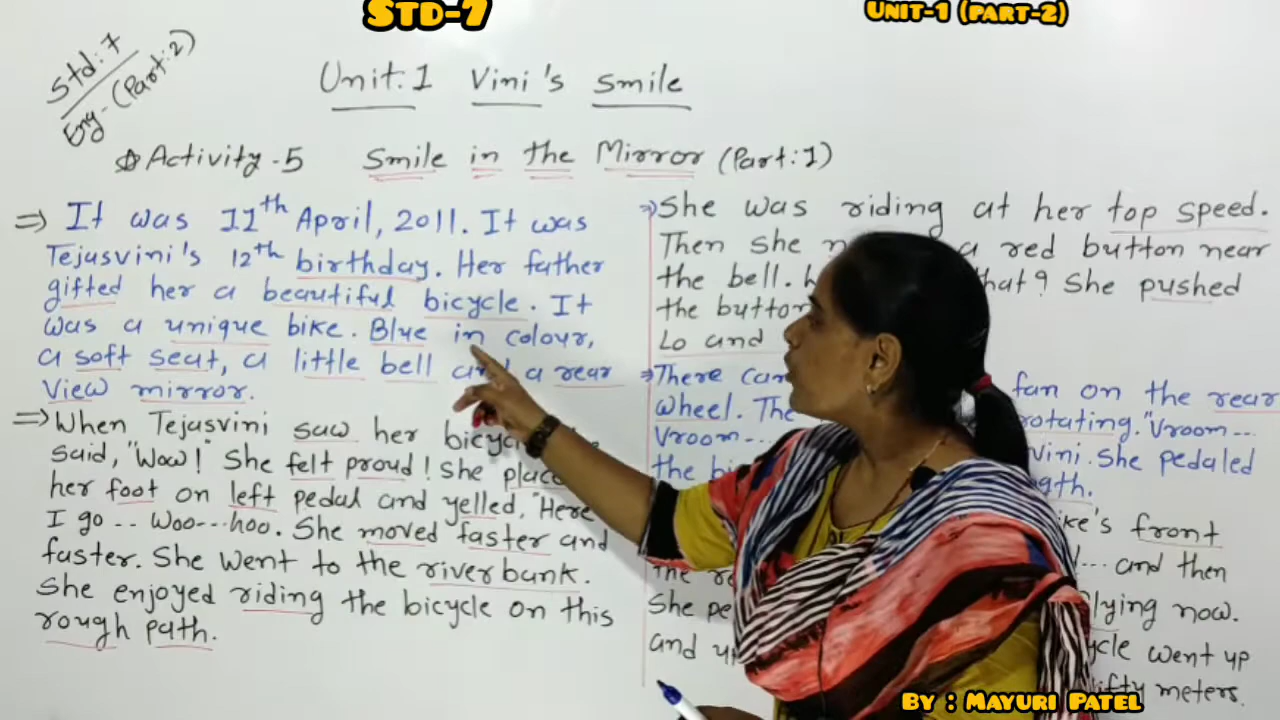 Std-7
Unit-1 (part-2)
Std: 7
Eng-(Part:2)
Unit:1 Vini's Smile
Activity-5 Smile in the Mirror (Part:1)
⇒ It was 11th April, 2011. It was
Tejusvini's 12th birthday. Her father
gifted her a beautiful bicycle. It
was a unique bike. Blue in colour,
a soft seat, a little bell and a rear
view mirror.
⇒ When Tejasvini saw her
said, "Wow!" She felt proud! She
her foot on left pedal and yelled, "Here
I go .. Woo---hoo. She moved faster and
faster. She went to the river bank.
She enjoyed riding the bicycle on this
rough path.
⇒ She was riding at her top speed.
Then she a red button near
the bell. that? She pushed
the button
Lo and
⇒ There fan on the rear
wheel. The rotating. "Vroom---
Vroom--- vini. She pedaled
the
front
the --- and then
She flying now.
and went up
fifty meters.
By : Mayuri Patel